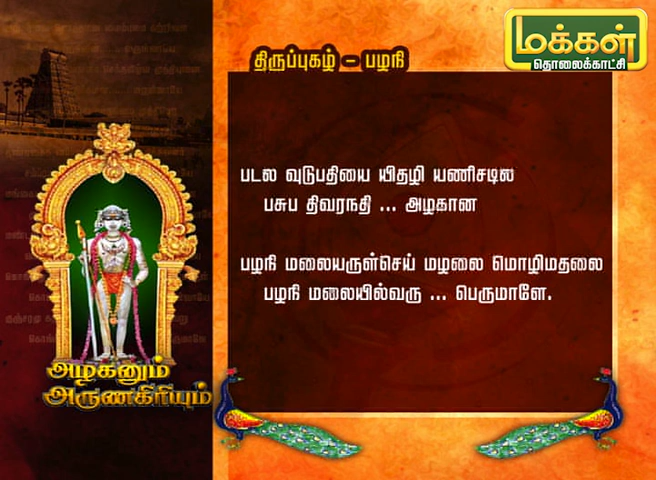 மக்கள்
தொலைக்காட்சி
திருப்புகழ் - பழநி
படல வுடுபதியை யிதழி யணிசடில
பசுப திவரநதி ... அழகான
பழநி மலையருள்செய் மழலை மொழிமதலை
பழநி மலையில்வரு ... பெருமாளே.
அழகனும்
அருணகிரியும்